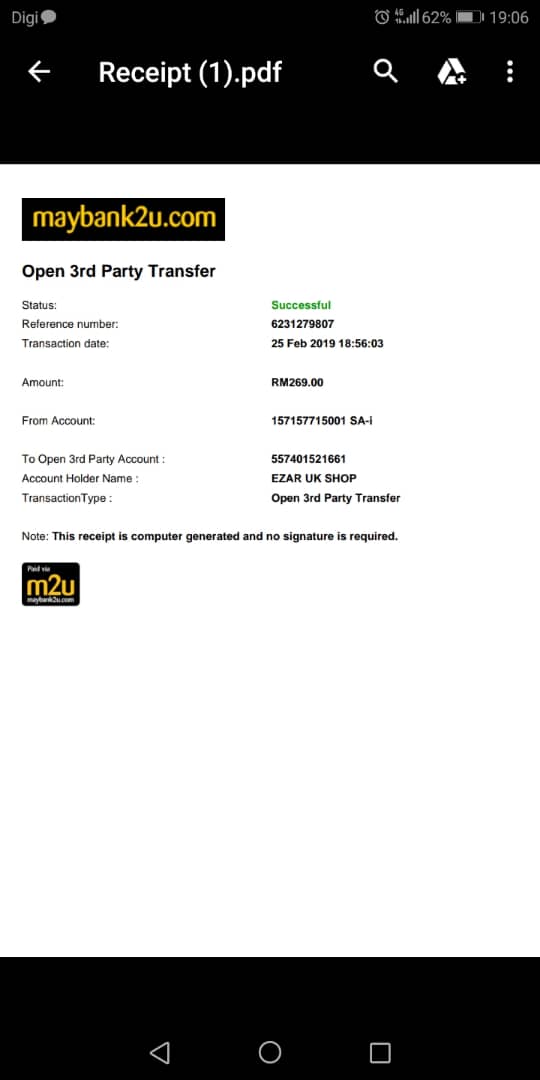 Digi
4G
62%
19:06
Receipt (1).pdf
maybank2u.com
Open 3rd Party Transfer
Status: Successful
Reference number: 6231279807
Transaction date: 25 Feb 2019 18:56:03
Amount: RM269.00
From Account: 157157715001 SA-i
To Open 3rd Party Account : 557401521661
Account Holder Name : EZAR UK SHOP
TransactionType : Open 3rd Party Transfer
Note: This receipt is computer generated and no signature is required.
Paid via
m2u
maybank2u.com